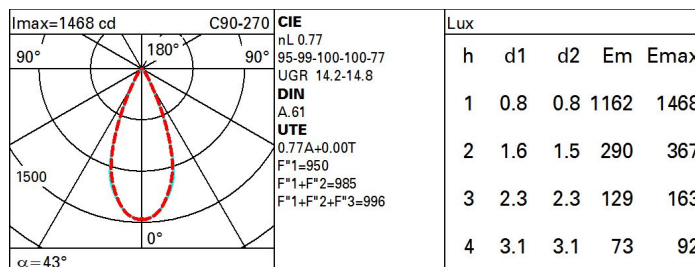 Imax=1468 cd C90-270
90° 180° 90°
1500
0°
α=43°
CIE
nL 0.77
95-99-100-100-77
UGR 14.2-14.8
DIN
A.61
UTE
0.77A+0.00T
F"1=950
F"1+F"2=985
F"1+F"2+F"3=996
Lux
h d1 d2 Em Emax
1 0.8 0.8 1162 1468
2 1.6 1.5 290 367
3 2.3 2.3 129 163
4 3.1 3.1 73 92